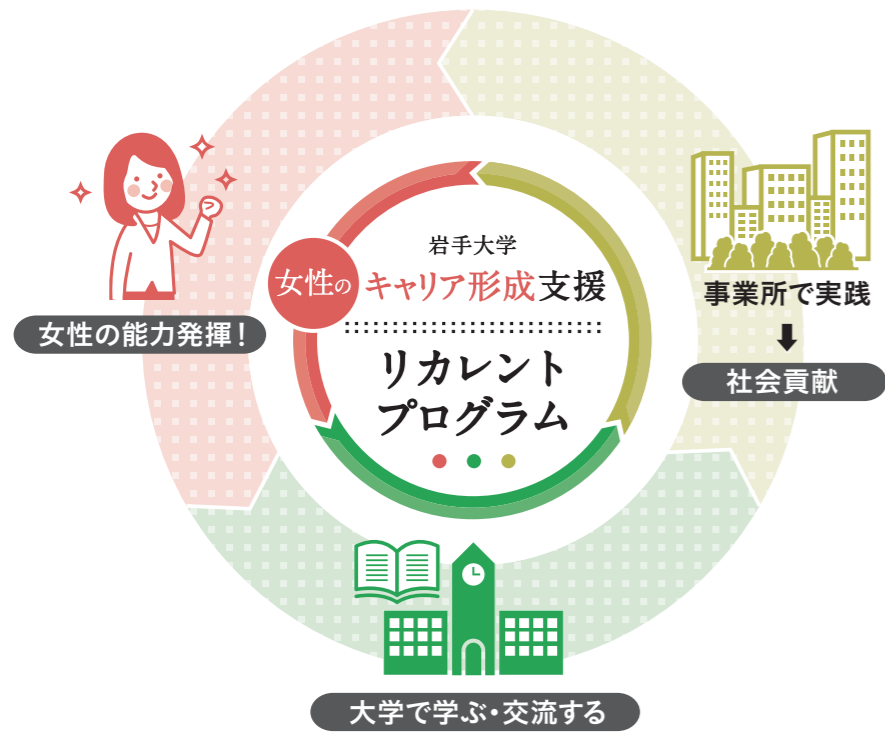 岩手大学
女性の キャリア形成支援
リカレント
プログラム
女性の能力発揮！
事業所で実践
社会貢献
大学で学ぶ・交流する